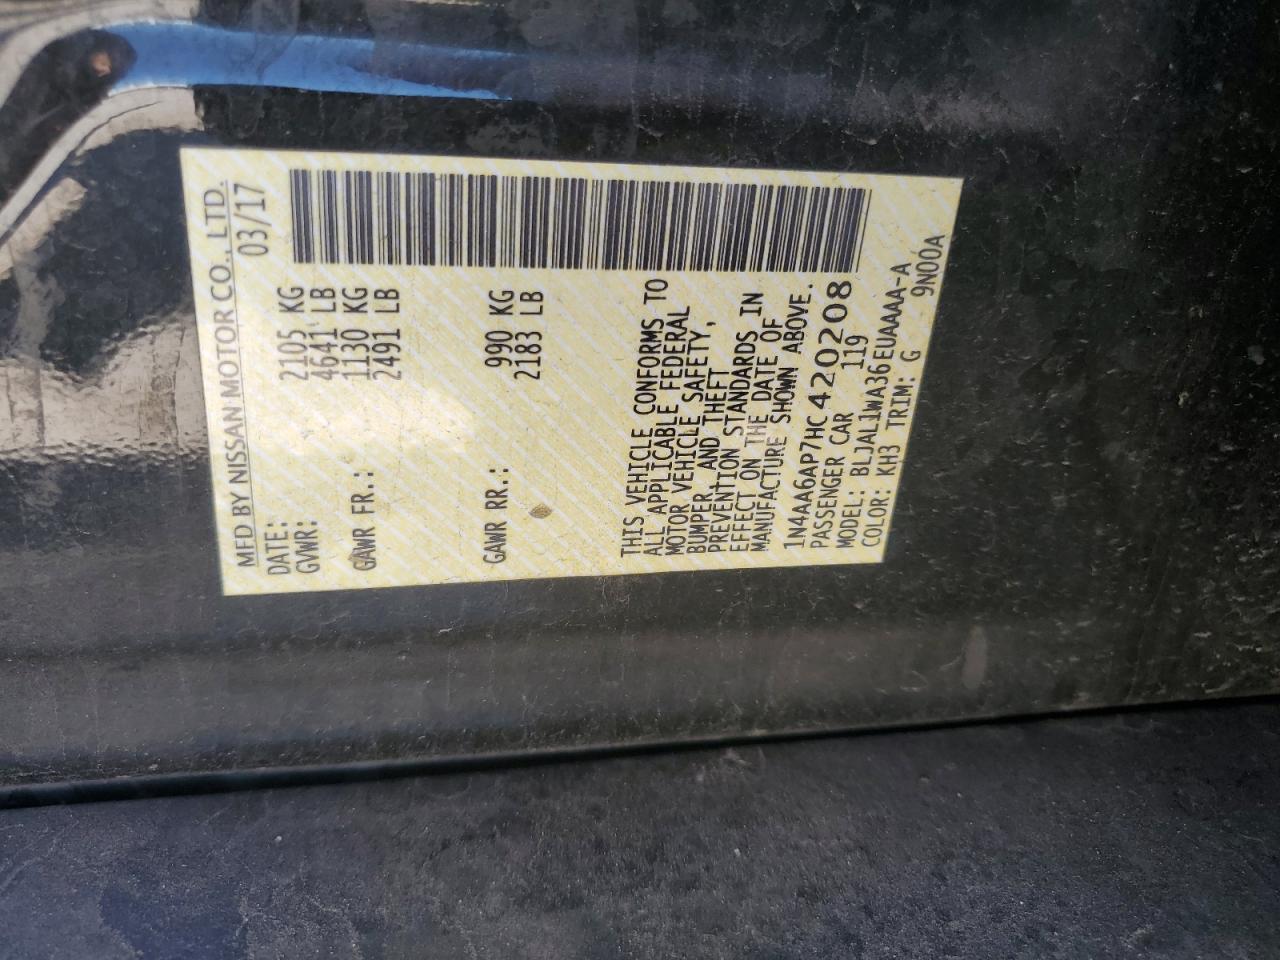 MFD BY NISSAN MOTOR CO., LTD.
DATE: 03/17
GVWR: 2105 KG
4641 LB
GAWR FR.: 1130 KG
2491 LB
GAWR RR.: 990 KG
2183 LB
THIS VEHICLE CONFORMS TO
ALL APPLICABLE FEDERAL
MOTOR VEHICLE SAFETY,
BUMPER, AND THEFT
PREVENTION STANDARDS IN
EFFECT ON THE DATE OF
MANUFACTURE SHOWN ABOVE.
1N4AA6AP7HC420208
PASSENGER CAR 119
MODEL: BLJAL1WA36EUAAAA-A
COLOR: KH3 TRIM: G 9N00A